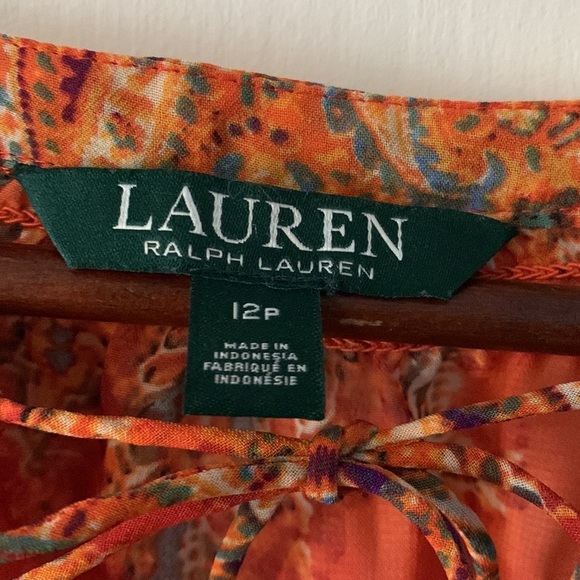 LAUREN
RALPH LAUREN
12P
MADE IN
INDONESIA
FABRIQUÉ EN
INDONÉSIE